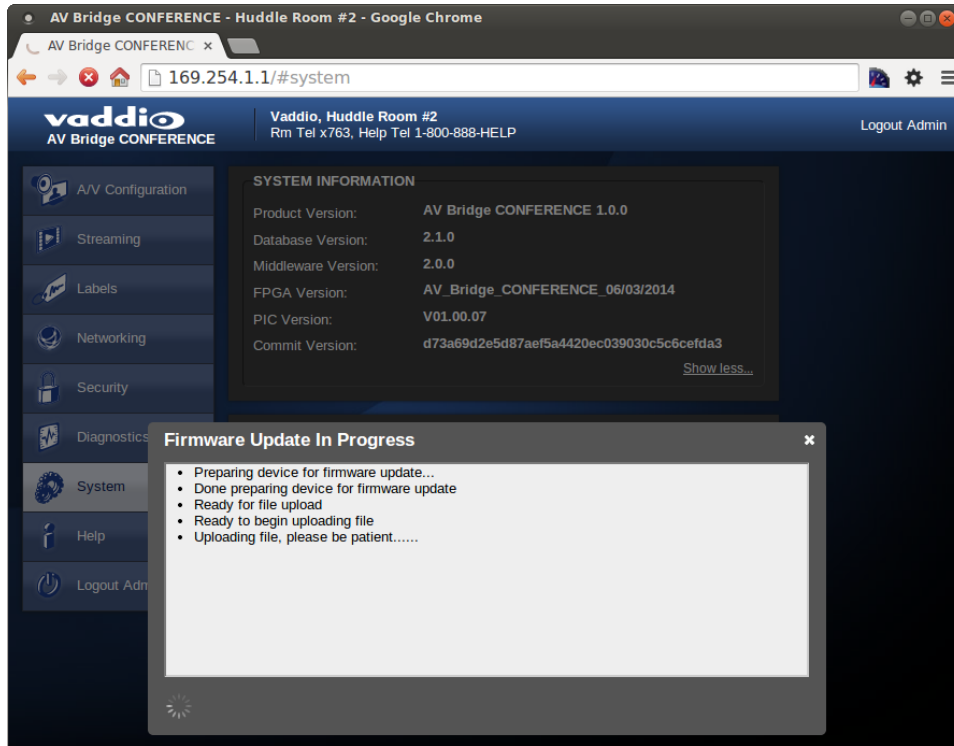 AV Bridge CONFERENCE - Huddle Room #2 - Google Chrome
AV Bridge CONFERENC
169.254.1.1/#system
vaddio
AV Bridge CONFERENCE
Vaddio, Huddle Room #2
Rm Tel x763, Help Tel 1-800-888-HELP
Logout Admin
A/V Configuration
Streaming
Labels
Networking
Security
Diagnostics
System
Help
Logout Adm
SYSTEM INFORMATION
Product Version: AV Bridge CONFERENCE 1.0.0
Database Version: 2.1.0
Middleware Version: 2.0.0
FPGA Version: AV_Bridge_CONFERENCE_06/03/2014
PIC Version: V01.00.07
Commit Version: d73a69d2e5d87aef5a4420ec039030c5c6cefda3
Show less...
Firmware Update In Progress
• Preparing device for firmware update...
• Done preparing device for firmware update
• Ready for file upload
• Ready to begin uploading file
• Uploading file, please be patient......